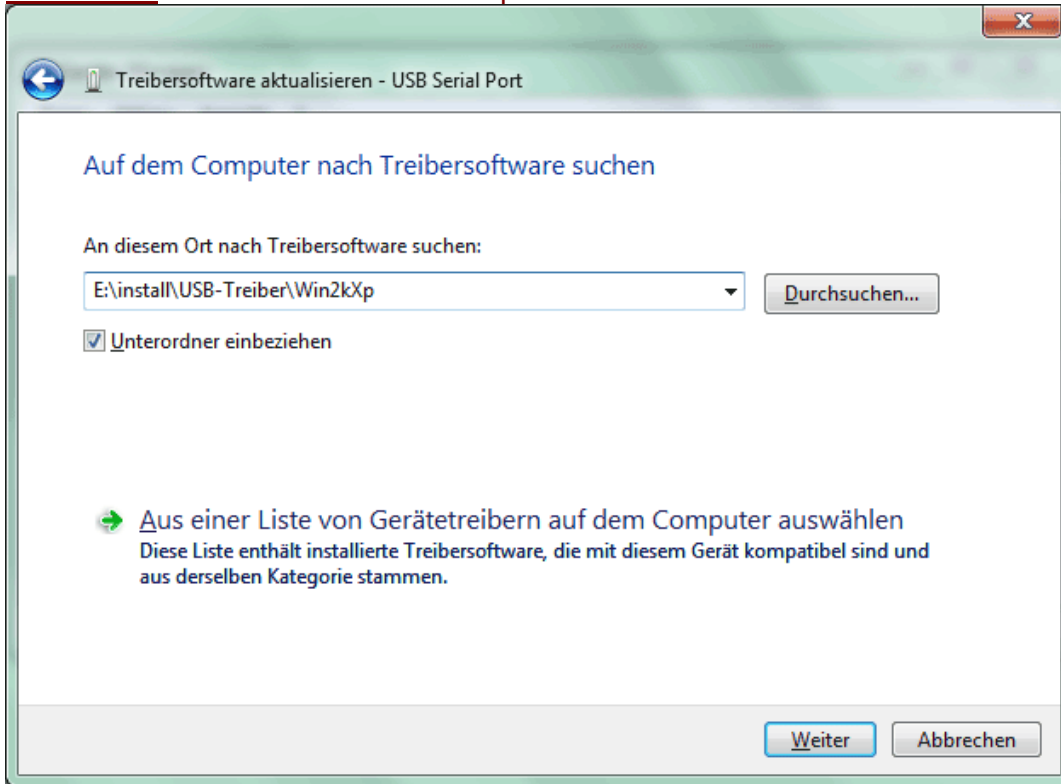 Treibersoftware aktualisieren - USB Serial Port
Auf dem Computer nach Treibersoftware suchen
An diesem Ort nach Treibersoftware suchen:
E:\install\USB-Treiber\Win2kXp
Durchsuchen...
Unterordner einbeziehen
Aus einer Liste von Gerätetreibern auf dem Computer auswählen
Diese Liste enthält installierte Treibersoftware, die mit diesem Gerät kompatibel sind und
aus derselben Kategorie stammen.
Weiter
Abbrechen